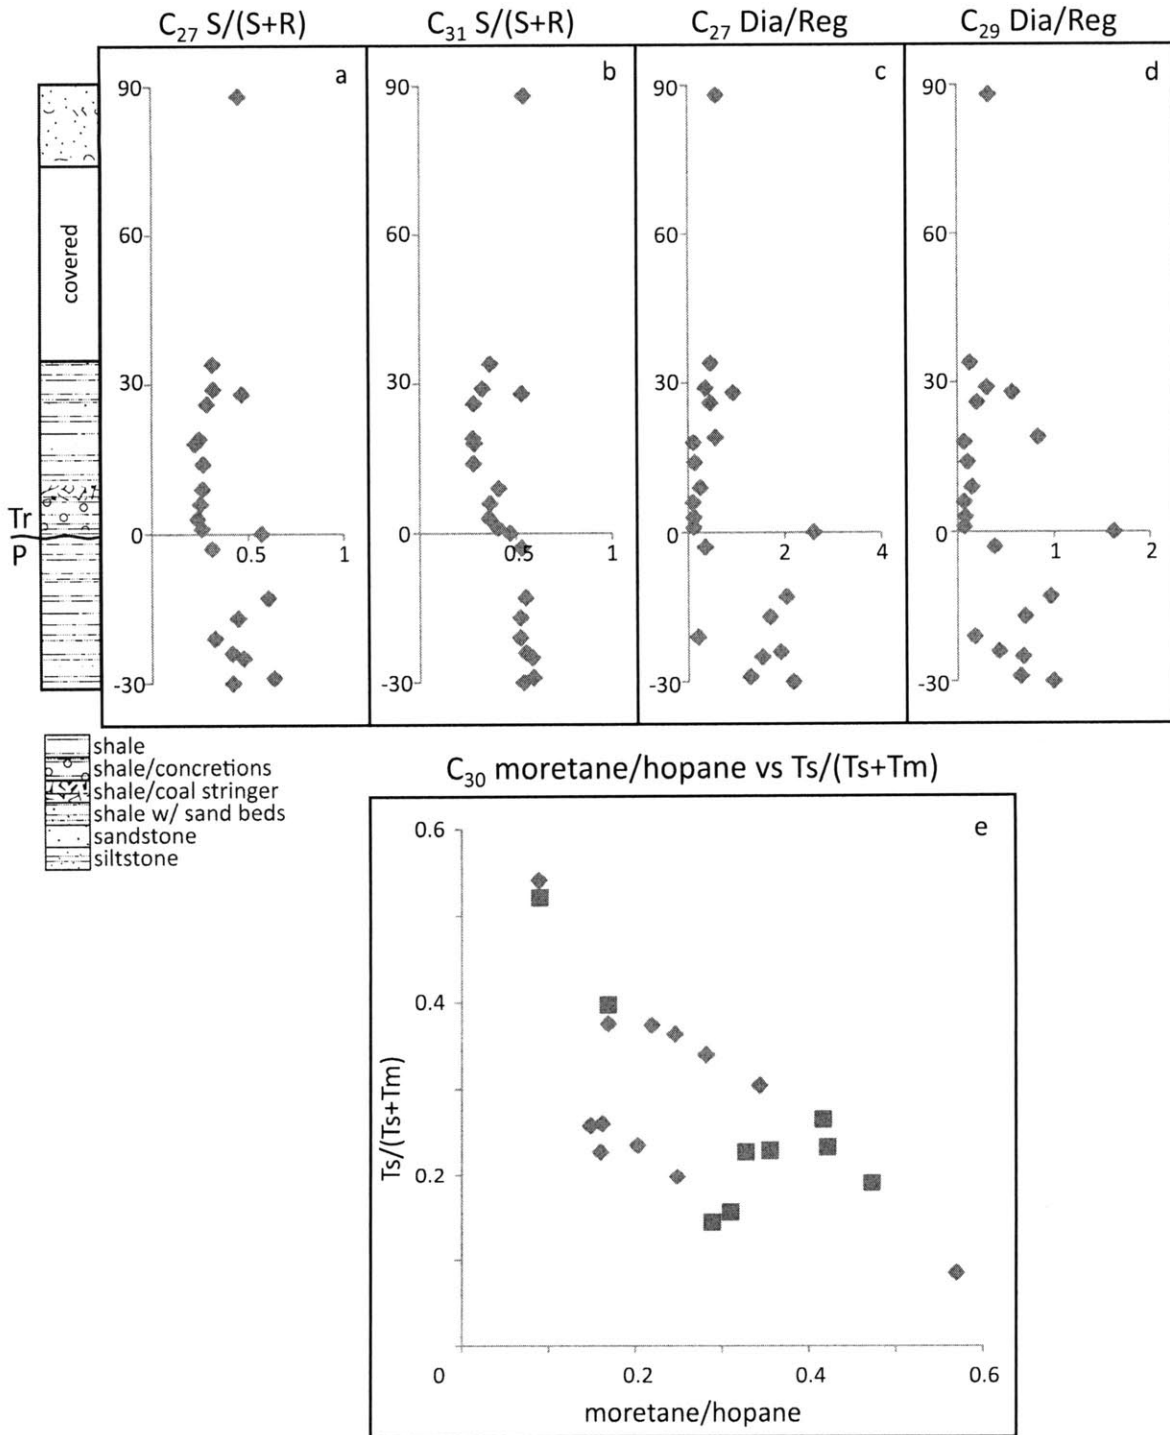 C27 S/(S+R) C31 S/(S+R) C27 Dia/Reg C29 Dia/Reg
a b c d
90 90 90 90
60 60 60 60
covered
30 30 30 30
Tr 0 0 0 0
0.5 1 0.5 1 2 4 1 2
P
-30 -30 -30 -30
shale
shale/concretions
shale/coal stringer
shale w/ sand beds
sandstone
siltstone
C30 moretane/hopane vs Ts/(Ts+Tm)
e
0.6
0.4
Ts/(Ts+Tm)
0.2
0 0.2 0.4 0.6
moretane/hopane